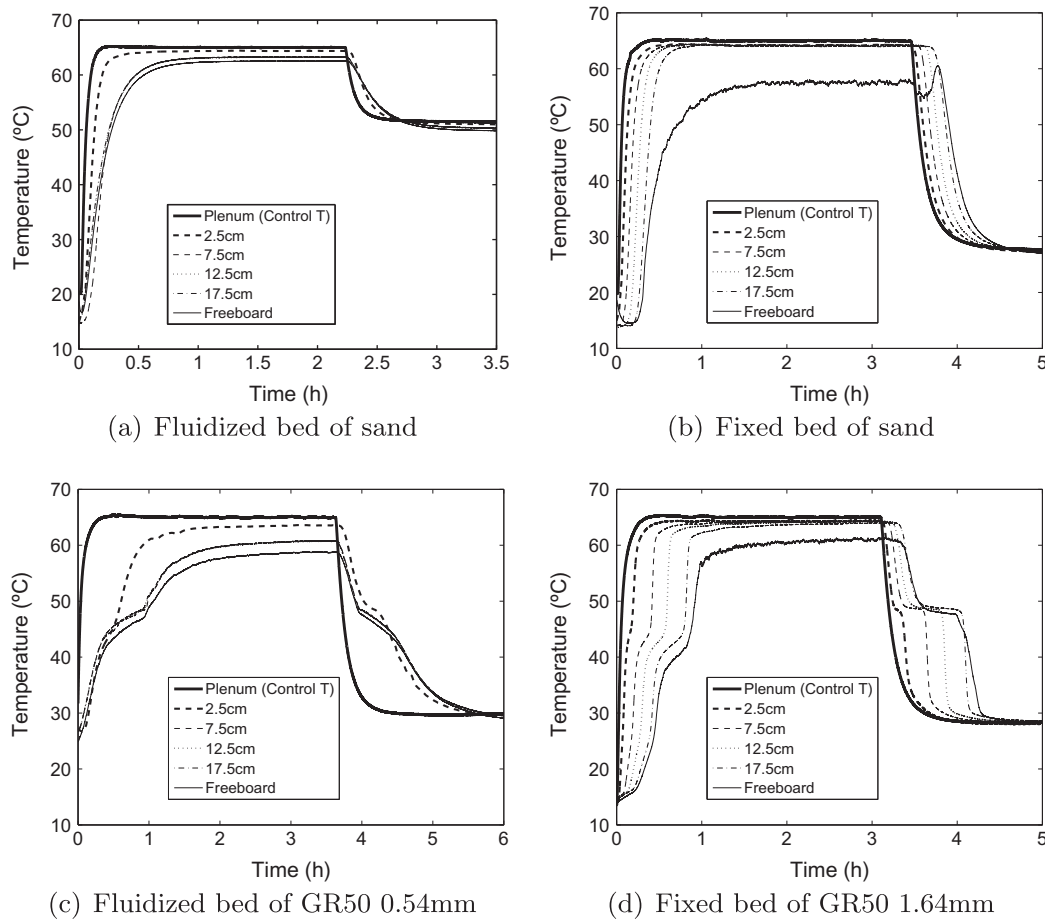 70
60
50
40
30
20
10
Temperature (ºC)
Plenum (Control T)
2.5cm
7.5cm
12.5cm
17.5cm
Freeboard
0 0.5 1 1.5 2 2.5 3 3.5
Time (h)
(a) Fluidized bed of sand
70
60
50
40
30
20
10
Temperature (ºC)
Plenum (Control T)
2.5cm
7.5cm
12.5cm
17.5cm
Freeboard
0 1 2 3 4 5
Time (h)
(b) Fixed bed of sand
70
60
50
40
30
20
10
Temperature (ºC)
Plenum (Control T)
2.5cm
7.5cm
12.5cm
17.5cm
Freeboard
0 1 2 3 4 5 6
Time (h)
(c) Fluidized bed of GR50 0.54mm
70
60
50
40
30
20
10
Temperature (ºC)
Plenum (Control T)
2.5cm
7.5cm
12.5cm
17.5cm
Freeboard
0 1 2 3 4 5
Time (h)
(d) Fixed bed of GR50 1.64mm